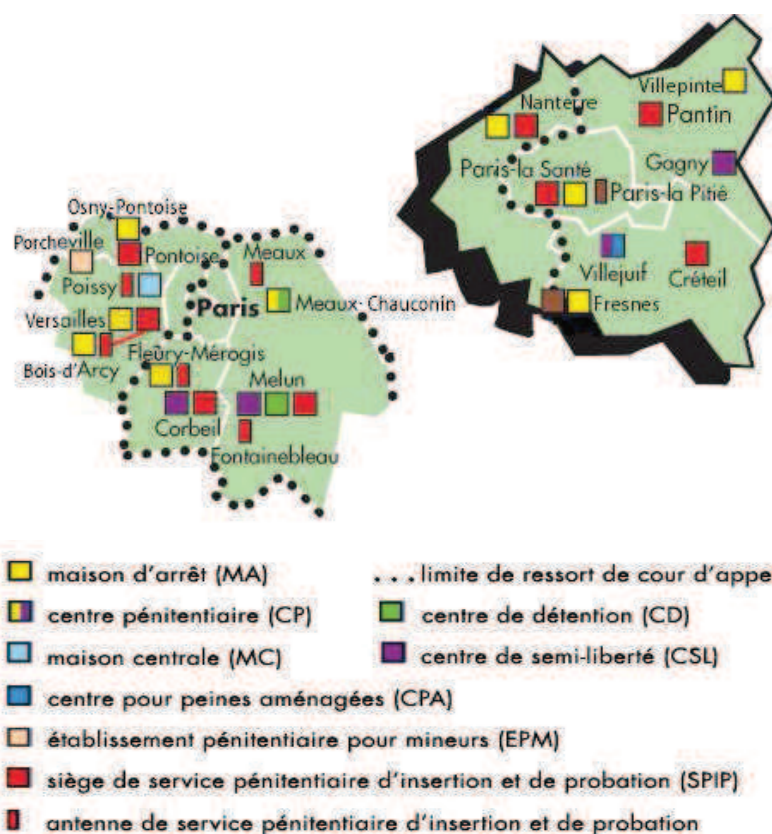 Villepinte
Nanterre
Pantin
Paris-la Santé
Gagny
Paris-la Pitié
Villejuif
Créteil
Fresnes
Osny-Pontoise
Porcheville
Pontoise
Meaux
Poissy
Paris
Meaux-Chauconin
Versailles
Bois-d'Arcy
Fleury-Mérogis
Melun
Corbeil
Fontainebleau
maison d'arrêt (MA)
...limite de ressort de cour d'appe
centre pénitentiaire (CP)
centre de détention (CD)
maison centrale (MC)
centre de semi-liberté (CSL)
centre pour peines aménagées (CPA)
établissement pénitentiaire pour mineurs (EPM)
siège de service pénitentiaire d'insertion et de probation (SPIP)
antenne de service pénitentiaire d'insertion et de probation